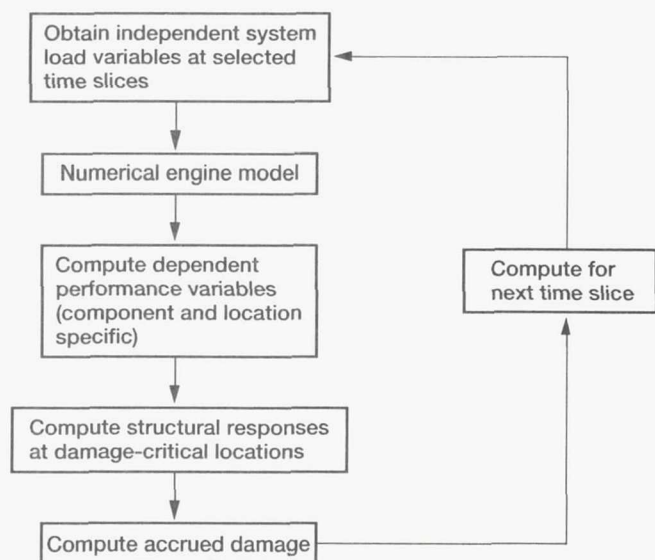 Obtain independent system
load variables at selected
time slices
Numerical engine model
Compute dependent
performance variables
(component and location
specific)
Compute for
next time slice
Compute structural responses
at damage-critical locations
Compute accrued damage